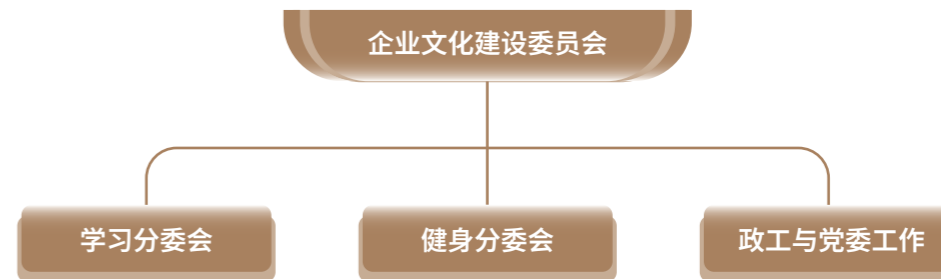 企业文化建设委员会
学习分委会
健身分委会
政工与党委工作